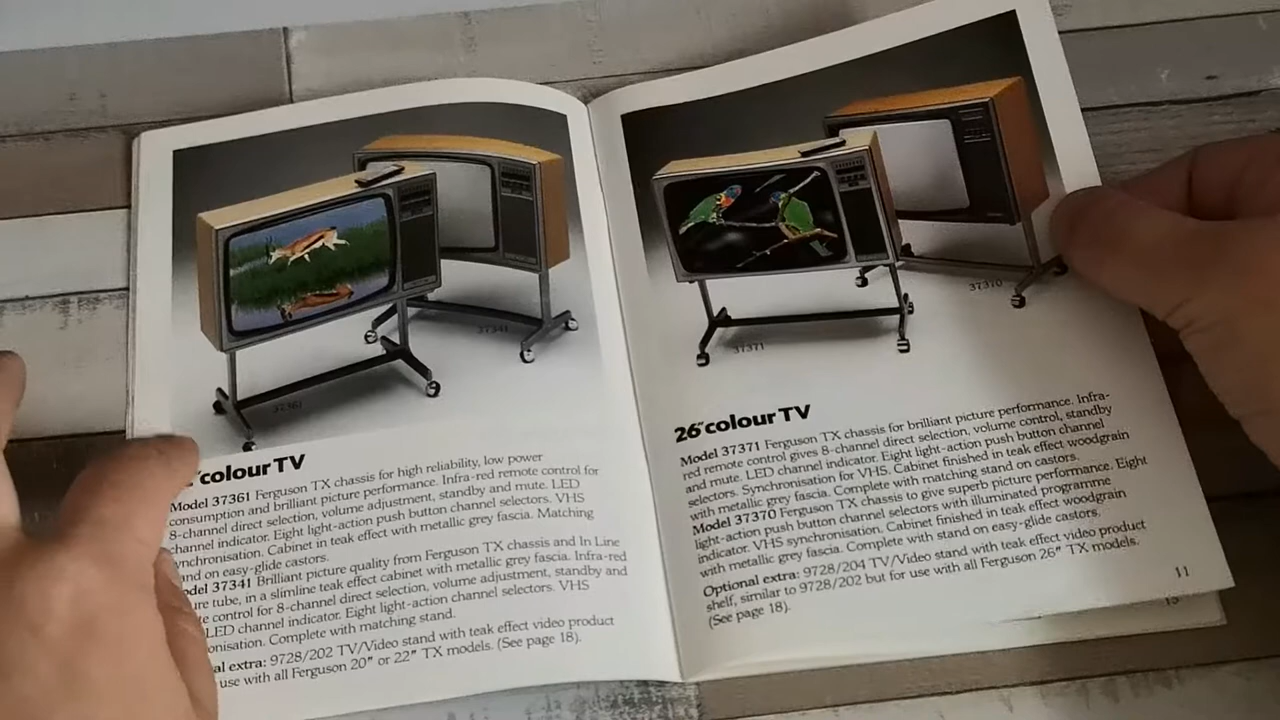 37341
37361
colour TV
Model 37361 Ferguson TX chassis for high reliability, low power
consumption and brilliant picture performance. Infra-red remote control for
8-channel direct selection, volume adjustment, standby and mute. LED
channel indicator. Eight light-action push button channel selectors. VHS
synchronisation. Cabinet in teak effect with metallic grey fascia. Matching
and on easy-glide castors.
37341 Brilliant picture quality from Ferguson TX chassis and In Line
tube, in a slimline teak effect cabinet with metallic grey fascia. Infra-red
control for 8-channel direct selection, volume adjustment, standby and
LED channel indicator. Eight light-action channel selectors. VHS
onisation. Complete with matching stand.
al extra: 9728/202 TV/Video stand with teak effect video product
use with all Ferguson 20" or 22" TX models. (See page 18).
37370
37371
26" colour TV
Model 37371 Ferguson TX chassis for brilliant picture performance. Infra-
red remote control gives 8-channel direct selection, volume control, standby
and mute. LED channel indicator. Eight light-action push button channel
selectors. Synchronisation for VHS. Cabinet finished in teak effect woodgrain
with metallic grey fascia. Complete with matching stand on castors.
Model 37370 Ferguson TX chassis to give superb picture performance. Eight
light-action push button channel selectors with illuminated programme
indicator. VHS synchronisation. Cabinet finished in teak effect woodgrain
with metallic grey fascia. Complete with stand on easy-glide castors.
Optional extra: 9728/204 TV/Video stand with teak effect video product
shelf, similar to 9728/202 but for use with all Ferguson 26" TX models.
(See page 18).
11